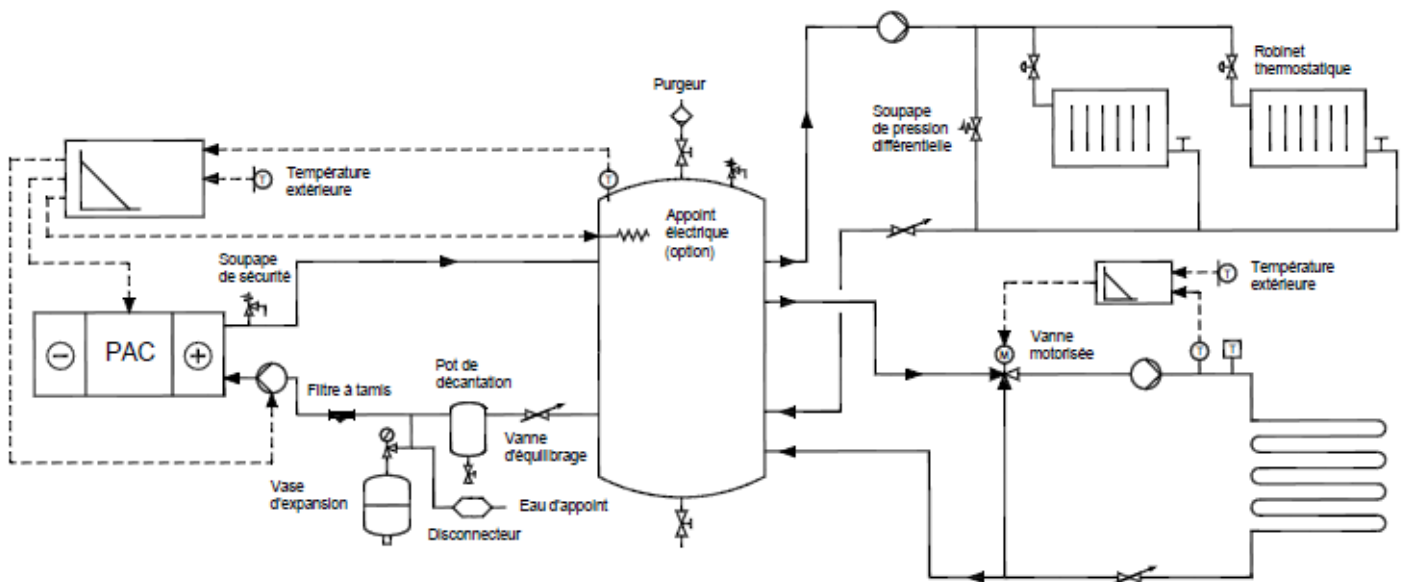 Purgeur
Robinet
thermostatique
Soupape
de pression
différentielle
Température
extérieure
T
T
Appoint
électrique
(option)
Soupape
de sécurité
Température
extérieure
T
PAC
M
Vanne
motorisée
T
T
Filtre à tamis
Pot de
décantation
Vanne
d'équilibrage
Vase
d'expansion
Eau d'appoint
Disconnecteur